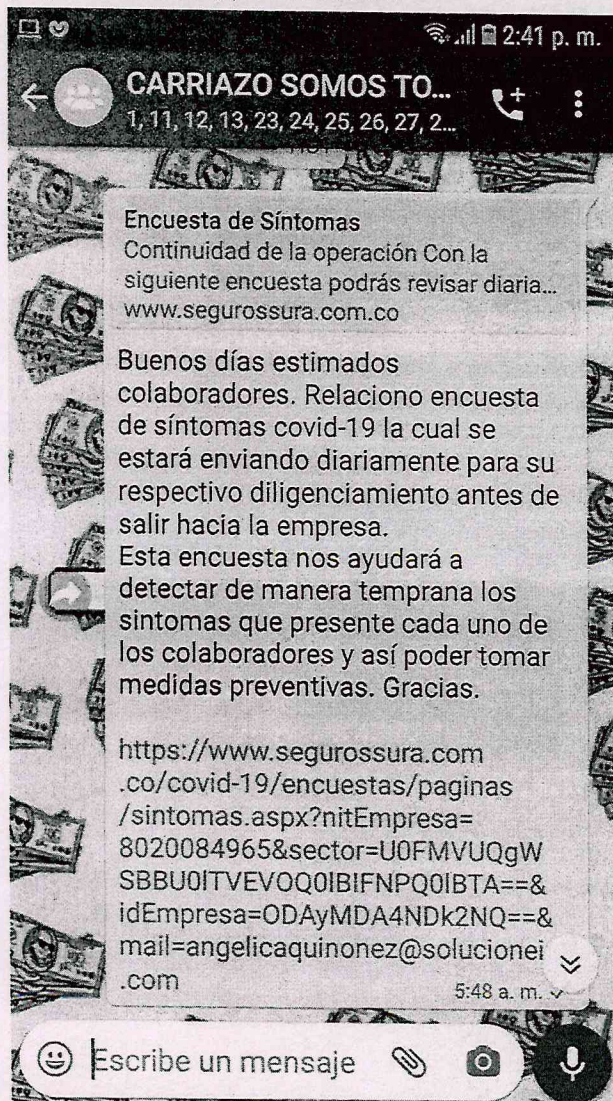 2:41 p. m.
CARRIAZO SOMOS TO...
1, 11, 12, 13, 23, 24, 25, 26, 27, 2...
Encuesta de Síntomas
Continuidad de la operación Con la
siguiente encuesta podrás revisar diaria...
www.segurossura.com.co
Buenos días estimados
colaboradores. Relaciono encuesta
de síntomas covid-19 la cual se
estará enviando diariamente para su
respectivo diligenciamiento antes de
salir hacia la empresa.
Esta encuesta nos ayudará a
detectar de manera temprana los
sintomas que presente cada uno de
los colaboradores y así poder tomar
medidas preventivas. Gracias.
https://www.segurossura.com
.co/covid-19/encuestas/paginas
/sintomas.aspx?nitEmpresa=
8020084965&sector=U0FMVUQgW
SBBU0lTVEVOQ0lBIFNPQ0lBTA==&
idEmpresa=ODAyMDA4NDk2NQ==&
mail=angelicaquinonez@solucionei
.com
5:48 a. m.
Escribe un mensaje